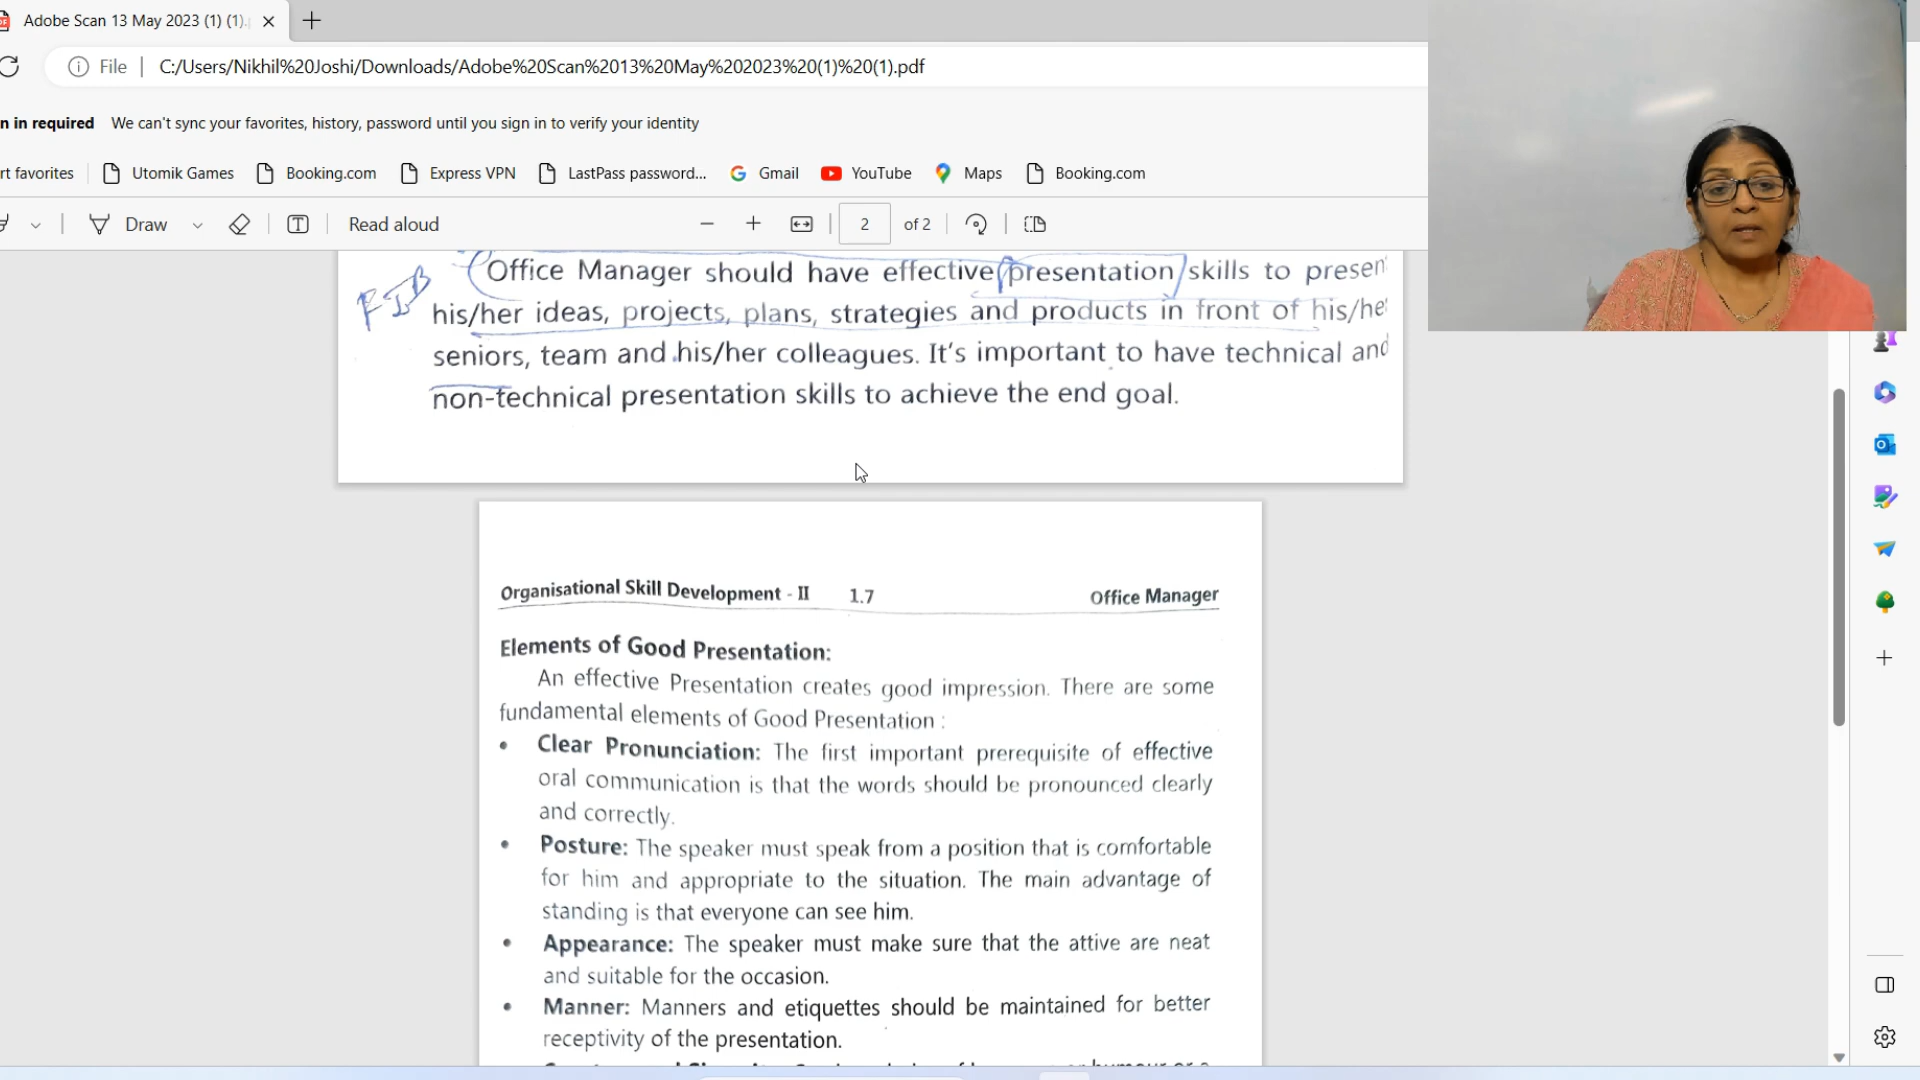 Adobe Scan 13 May 2023 (1) (1).
File
C:/Users/Nikhil%20Joshi/Downloads/Adobe%20Scan%2013%20May%202023%20(1)%20(1).pdf
n in required We can't sync your favorites, history, password until you sign in to verify your identity
rt favorites Utomik Games Booking.com Express VPN LastPass password... Gmail YouTube Maps Booking.com
Draw Read aloud 2 of 2
Office Manager should have effective presentation skills to presen
FIB
his/her ideas, projects, plans, strategies and products in front of his/he
seniors, team and his/her colleagues. It's important to have technical and
non-technical presentation skills to achieve the end goal.
Organisational Skill Development - II 1.7 Office Manager
Elements of Good Presentation:
An effective Presentation creates good impression. There are some
fundamental elements of Good Presentation :
• Clear Pronunciation: The first important prerequisite of effective
oral communication is that the words should be pronounced clearly
and correctly.
• Posture: The speaker must speak from a position that is comfortable
for him and appropriate to the situation. The main advantage of
standing is that everyone can see him.
• Appearance: The speaker must make sure that the attive are neat
and suitable for the occasion.
• Manner: Manners and etiquettes should be maintained for better
receptivity of the presentation.